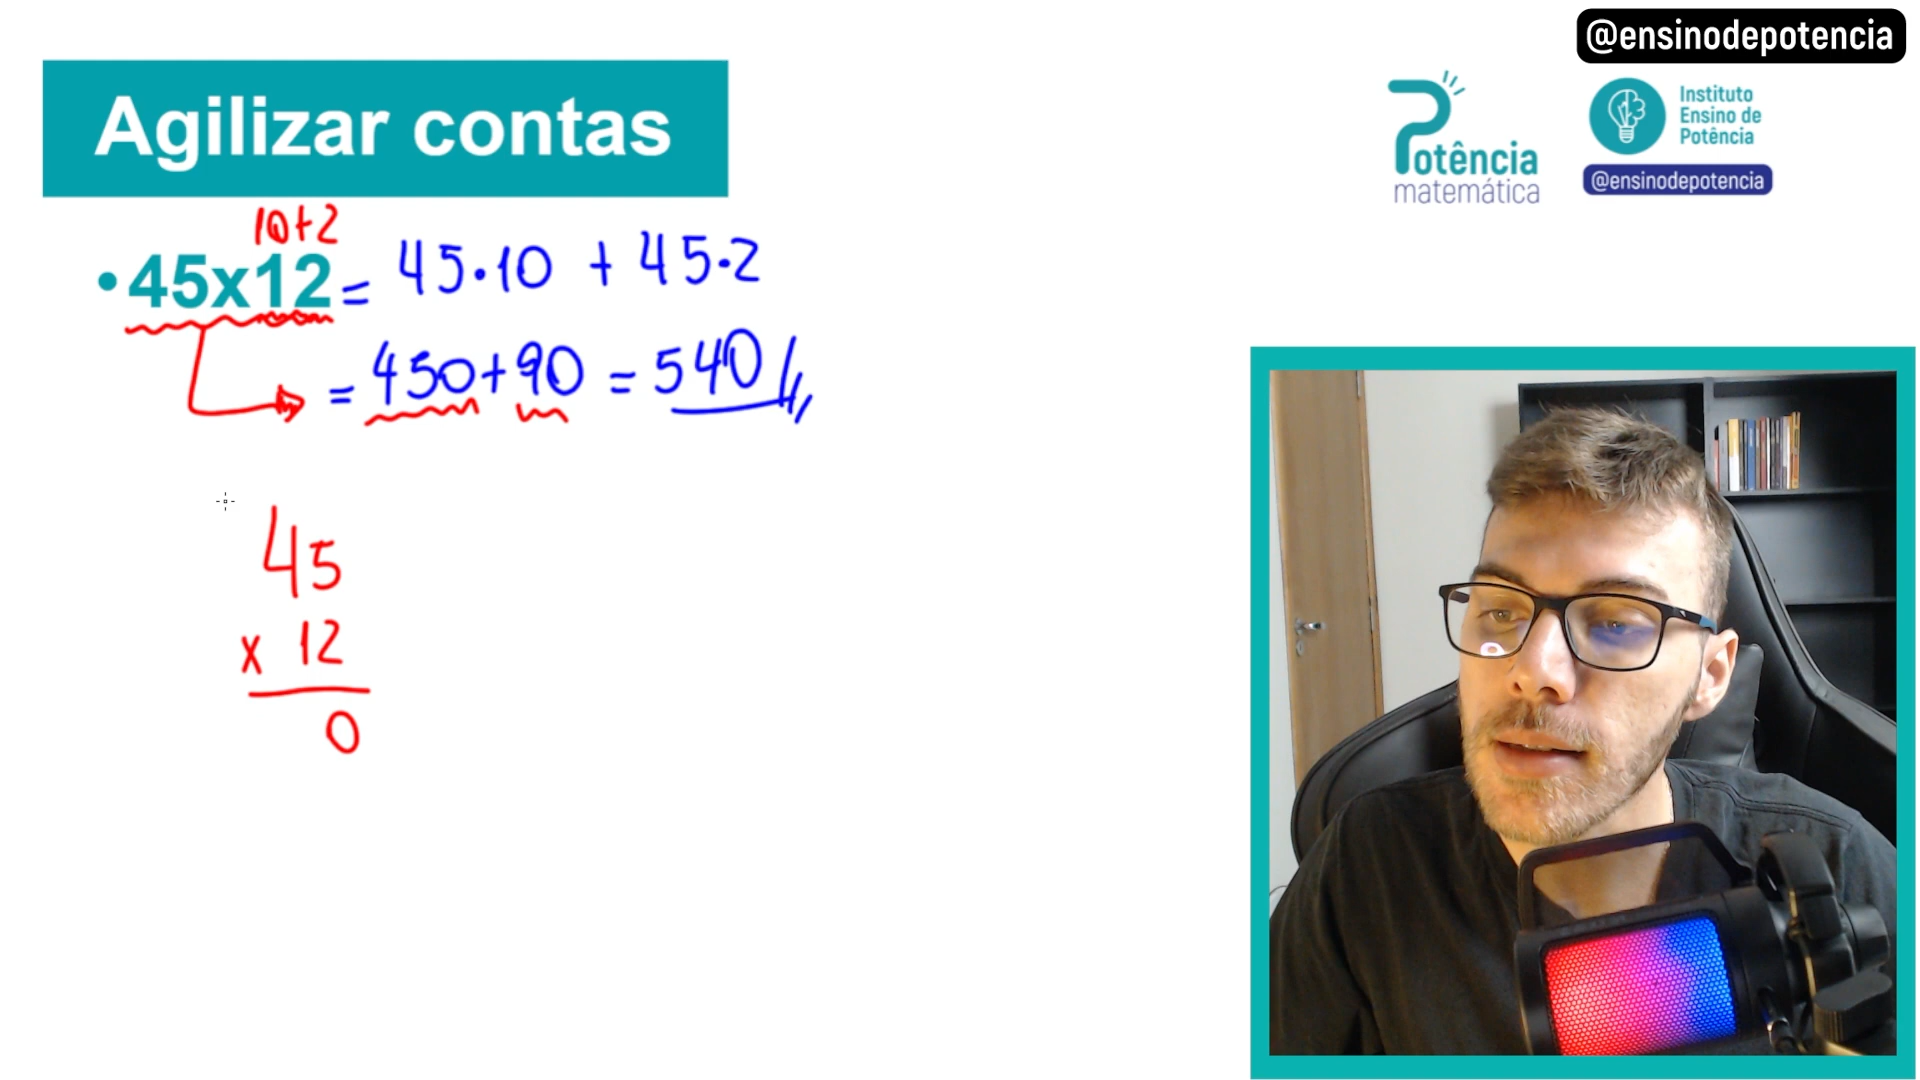 @ensinodepotencia
Agilizar contas
Potência
matemática
Instituto
Ensino de
Potência
@ensinodepotencia
10+2
• 45x12 = 45·10 + 45·2
= 450+90 = 540
45
x 12
0